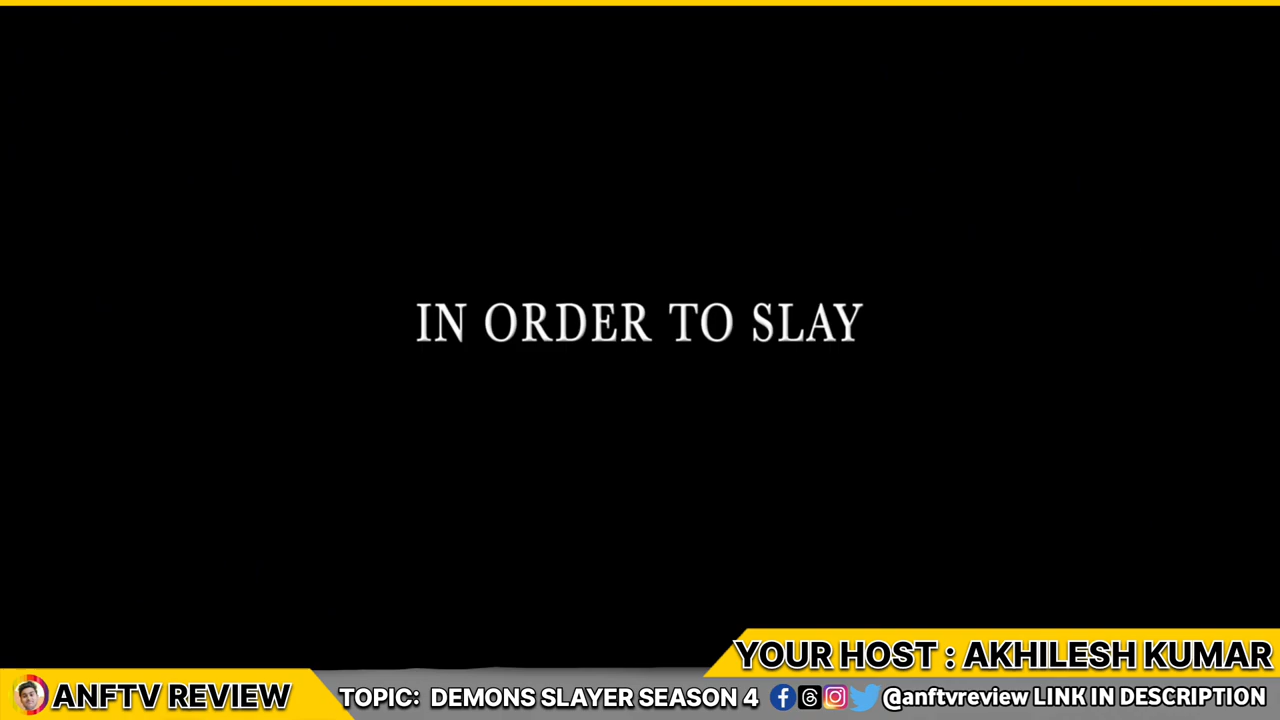 IN ORDER TO SLAY
YOUR HOST : AKHILESH KUMAR
ANFTV REVIEW
TOPIC: DEMONS SLAYER SEASON 4
@anftvreview LINK IN DESCRIPTION